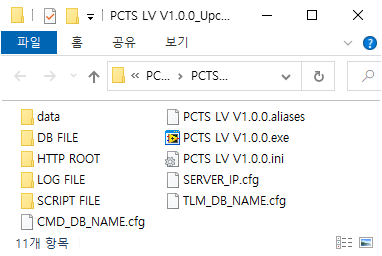 PCTS LV V1.0.0_Upc...
파일 홈 공유 보기
PC... PCTS...
data
DB FILE
HTTP ROOT
LOG FILE
SCRIPT FILE
CMD_DB_NAME.cfg
PCTS LV V1.0.0.aliases
PCTS LV V1.0.0.exe
PCTS LV V1.0.0.ini
SERVER_IP.cfg
TLM_DB_NAME.cfg
11개 항목